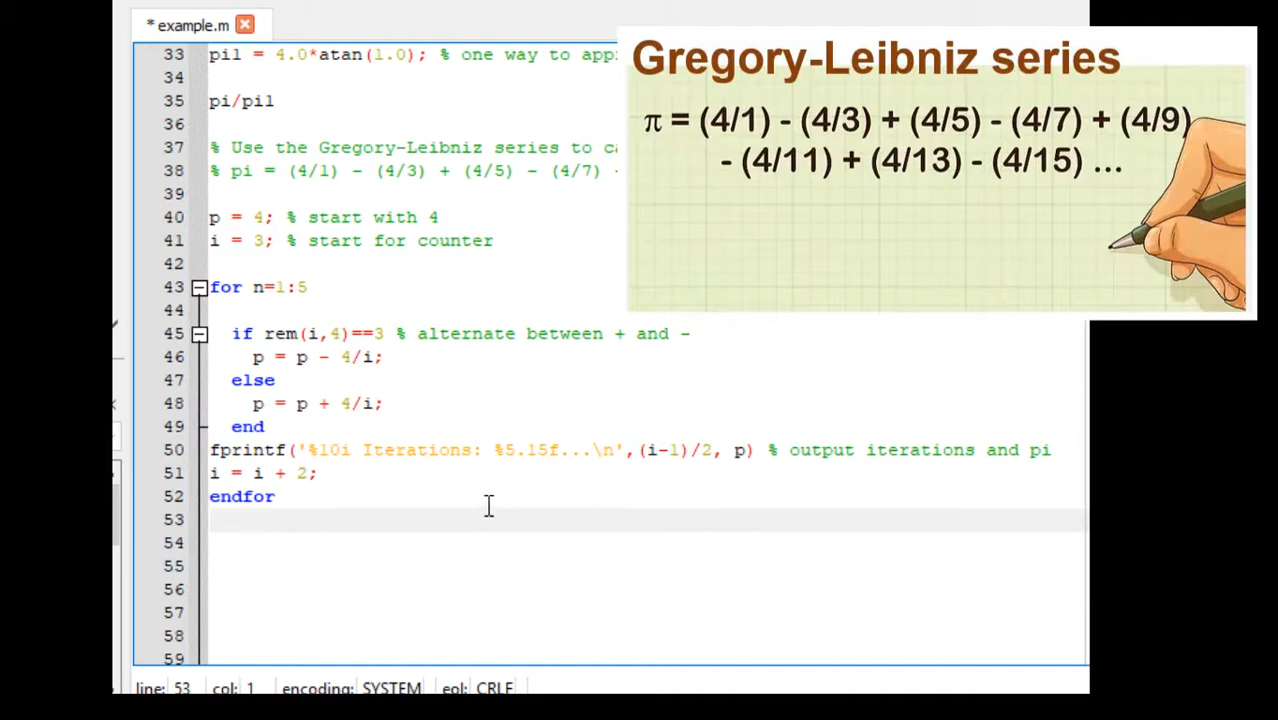 * example.m
33 pil = 4.0*atan(1.0); % one way to app
34
35 pi/pil
36
37 % Use the Gregory-Leibniz series to
38 % pi = (4/1) - (4/3) + (4/5) - (4/7)
39
40 p = 4; % start with 4
41 i = 3; % start for counter
42
43 for n=1:5
44
45 if rem(i,4)==3 % alternate between + and -
46 p = p - 4/i;
47 else
48 p = p + 4/i;
49 end
50 fprintf('%10i Iterations: %5.15f...\n',(i-1)/2, p) % output iterations and pi
51 i = i + 2;
52 endfor
53
54
55
56
57
58
59
line: 53 col: 1 encoding: SYSTEM eol: CRLF
Gregory-Leibniz series
π = (4/1) - (4/3) + (4/5) - (4/7) + (4/9)
- (4/11) + (4/13) - (4/15) ...